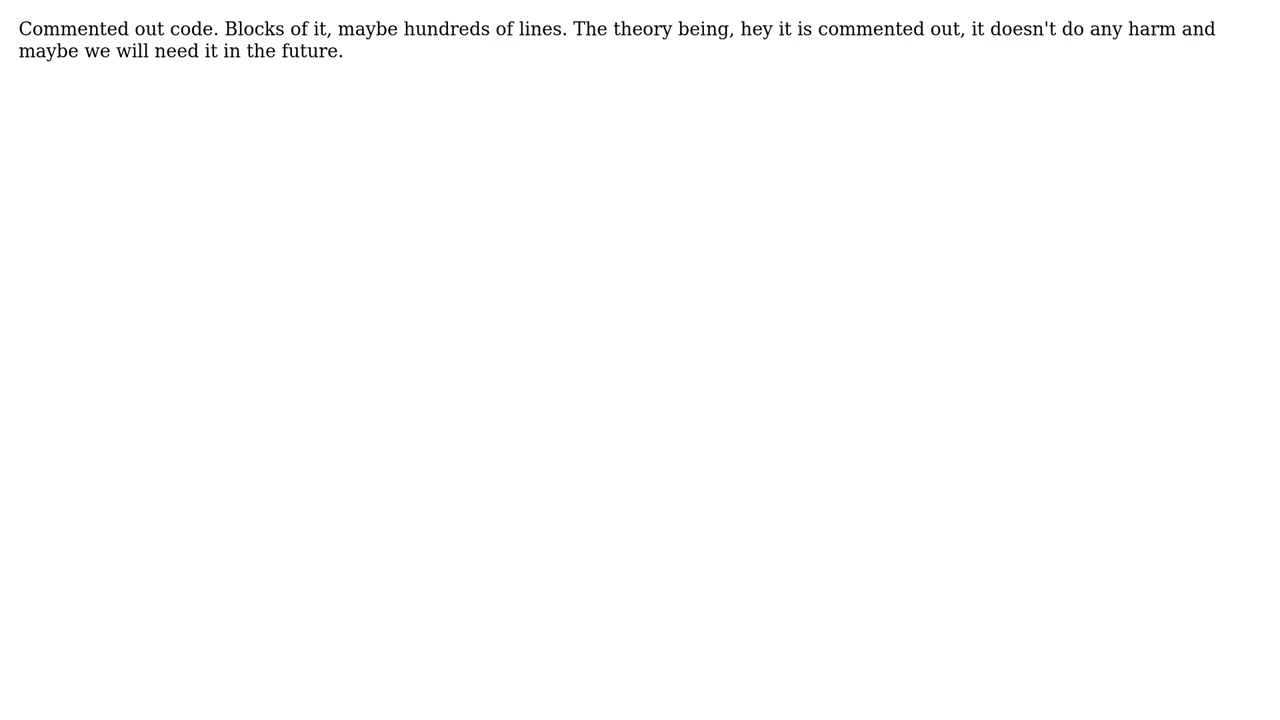 Commented out code. Blocks of it, maybe hundreds of lines. The theory being, hey it is commented out, it doesn't do any harm and
maybe we will need it in the future.